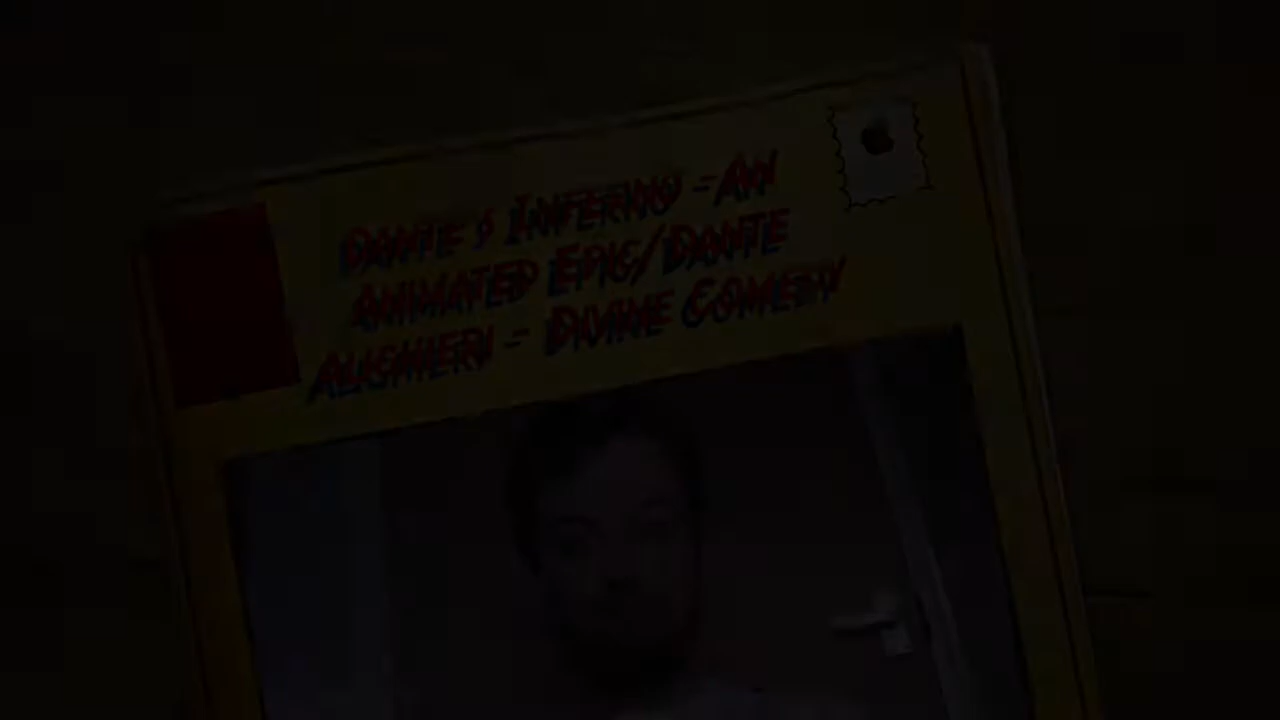 DANTE'S INFERNO - AN
ANIMATED EPIC/DANTE
ALIGHIERI - DIVINE COMEDY